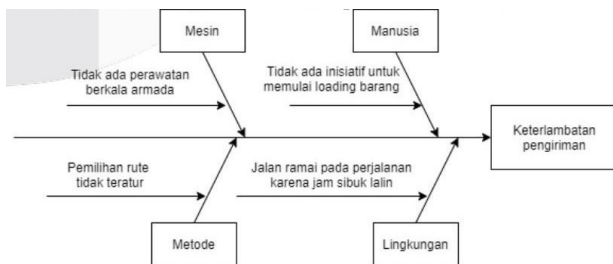 Mesin
Manusia
Tidak ada perawatan
berkala armada
Tidak ada inisiatif untuk
memulai loading barang
Keterlambatan
pengiriman
Pemilihan rute
tidak teratur
Jalan ramai pada perjalanan
karena jam sibuk lalin
Metode
Lingkungan